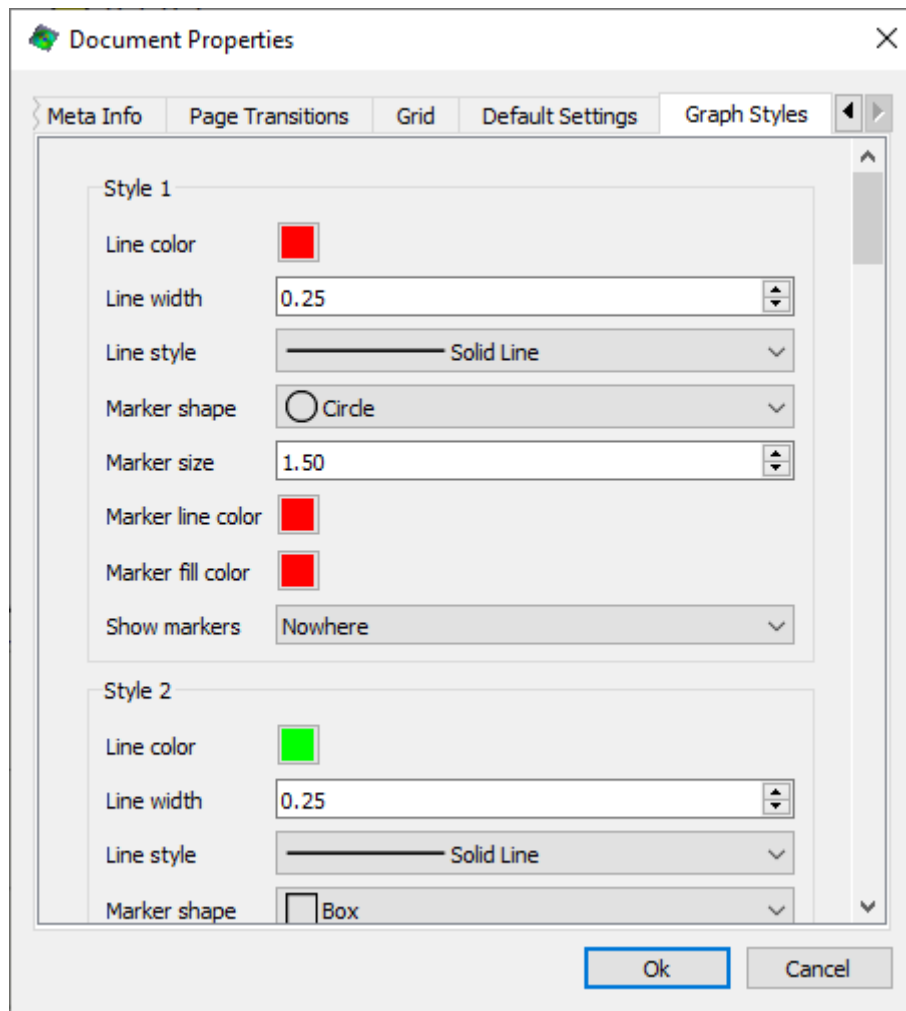 Document Properties
Meta Info Page Transitions Grid Default Settings Graph Styles
Style 1
Line color
Line width 0.25
Line style Solid Line
Marker shape Circle
Marker size 1.50
Marker line color
Marker fill color
Show markers Nowhere
Style 2
Line color
Line width 0.25
Line style Solid Line
Marker shape Box
Ok Cancel